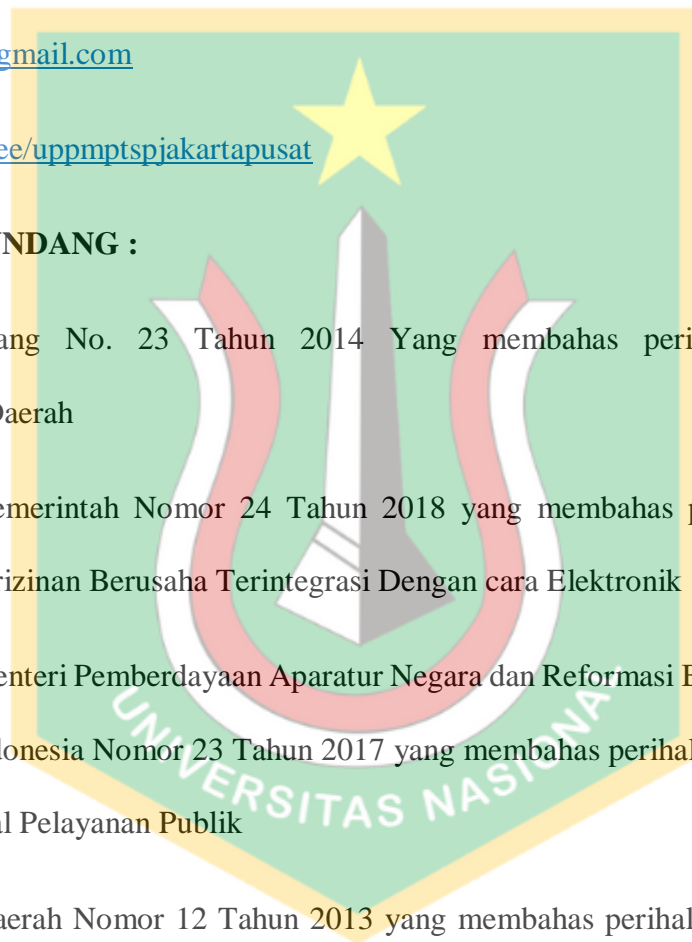 gmail.com
ee/uppmptspjakartapusat
NDANG :
ang No. 23 Tahun 2014 Yang membahas peri
Daerah
emerintah Nomor 24 Tahun 2018 yang membahas p
rizinan Berusaha Terintegrasi Dengan cara Elektronik
enteri Pemberdayaan Aparatur Negara dan Reformasi B
donesia Nomor 23 Tahun 2017 yang membahas perihal
al Pelayanan Publik
aerah Nomor 12 Tahun 2013 yang membahas perihal
UNIVERSITAS NASIONAL